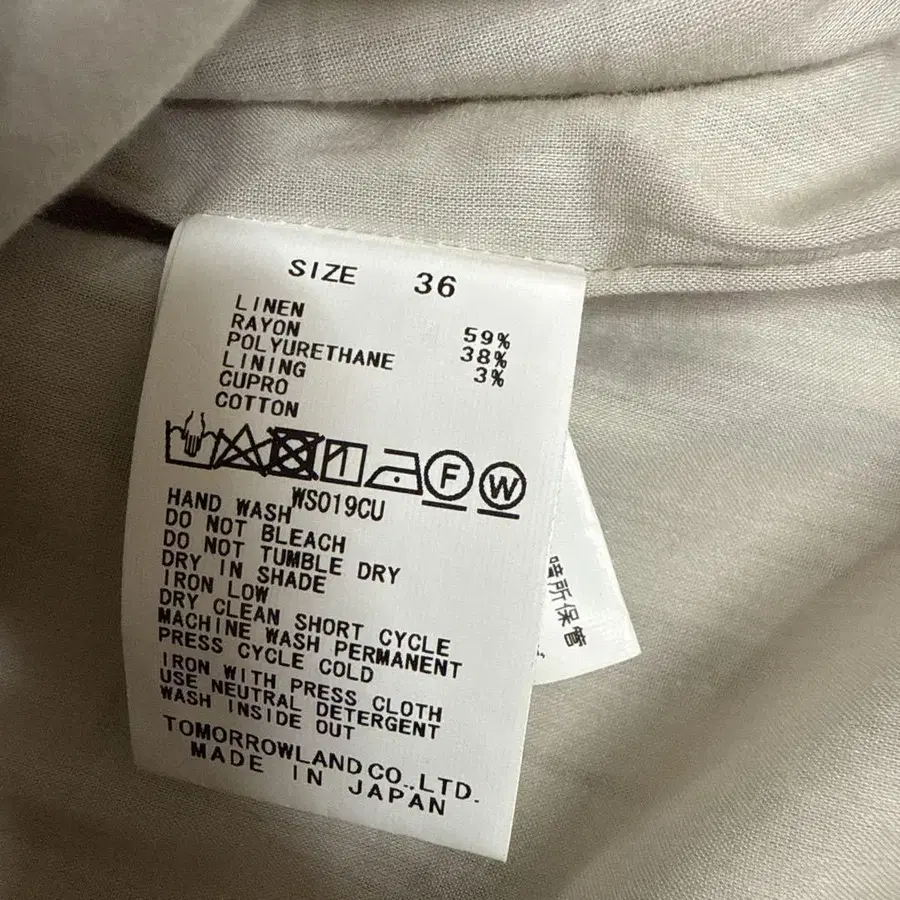 SIZE 36
LINEN 59%
RAYON 38%
POLYURETHANE 3%
LINING
CUPRO
COTTON
F W
WS019CU
HAND WASH
DO NOT BLEACH
DO NOT TUMBLE DRY
DRY IN SHADE
IRON LOW
DRY CLEAN SHORT CYCLE
MACHINE WASH PERMANENT
PRESS CYCLE COLD
IRON WITH PRESS CLOTH
USE NEUTRAL DETERGENT
WASH INSIDE OUT
TOMORROWLAND CO.,LTD.
MADE IN JAPAN
所保管